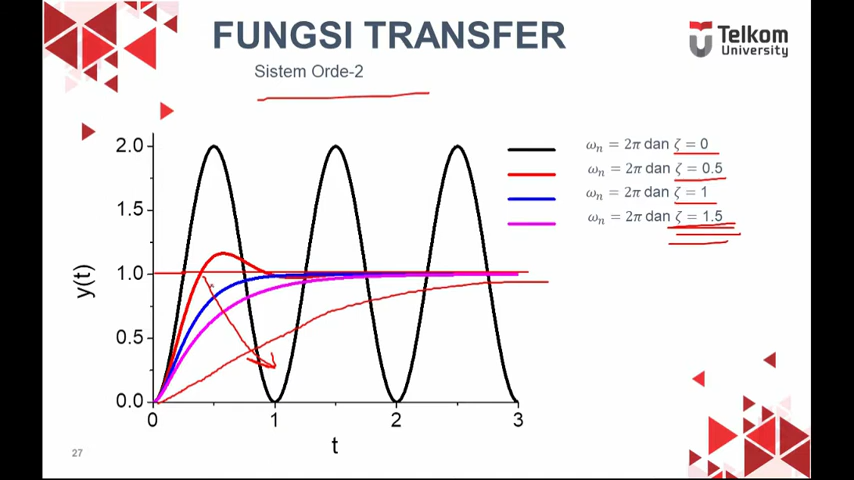 FUNGSI TRANSFER
Telkom
University
Sistem Orde-2
2.0
1.5
1.0
0.5
0.0
y(t)
0
1
2
3
t
ωₙ = 2π dan ζ = 0
ωₙ = 2π dan ζ = 0.5
ωₙ = 2π dan ζ = 1
ωₙ = 2π dan ζ = 1.5
27